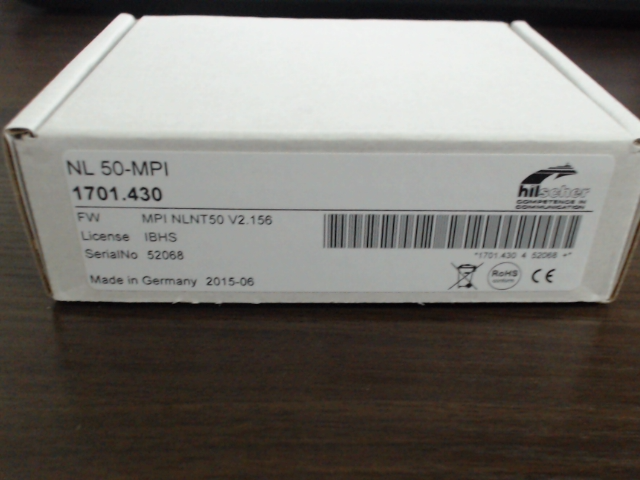 NL 50-MPI
1701.430
hilscher
COMPETENCE IN
COMMUNICATION
FW MPI NLNT50 V2.156
License IBHS
SerialNo 52068
*1701.430 4 52068 +*
Made in Germany 2015-06
RoHS
conform
CE